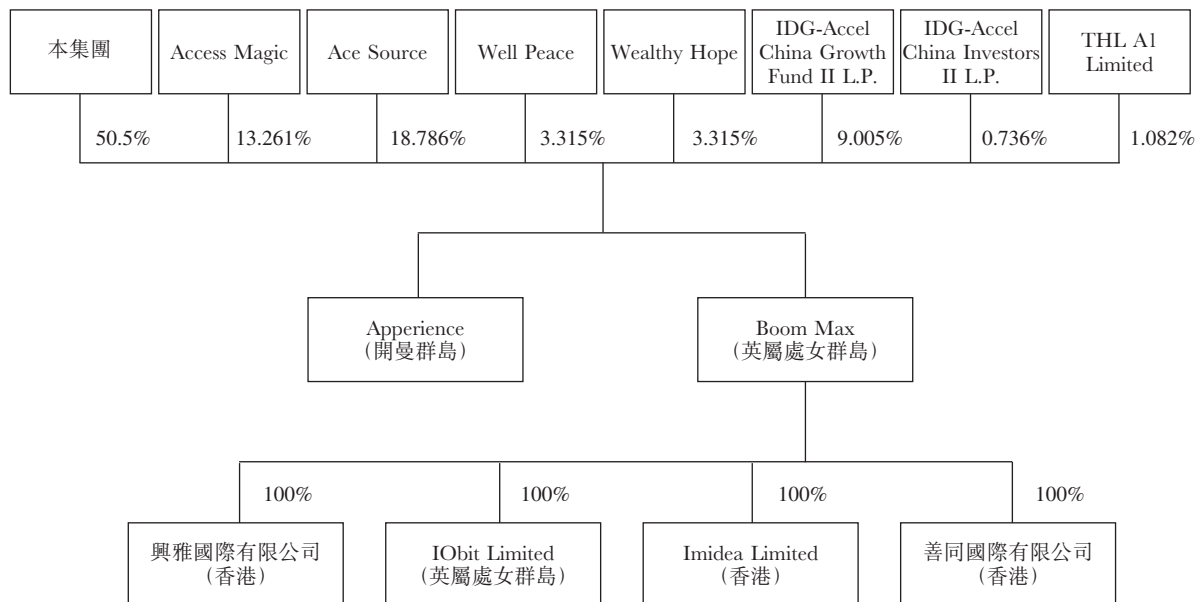 本集團
Access Magic
Ace Source
Well Peace
Wealthy Hope
IDG-Accel
China Growth
Fund II L.P.
IDG-Accel
China Investors
II L.P.
THL A1
Limited
50.5%
13.261%
18.786%
3.315%
3.315%
9.005%
0.736%
1.082%
Apperience
（開曼群島）
Boom Max
（英屬處女群島）
100%
100%
100%
100%
興雅國際有限公司
（香港）
IObit Limited
（英屬處女群島）
Imidea Limited
（香港）
善同國際有限公司
（香港）